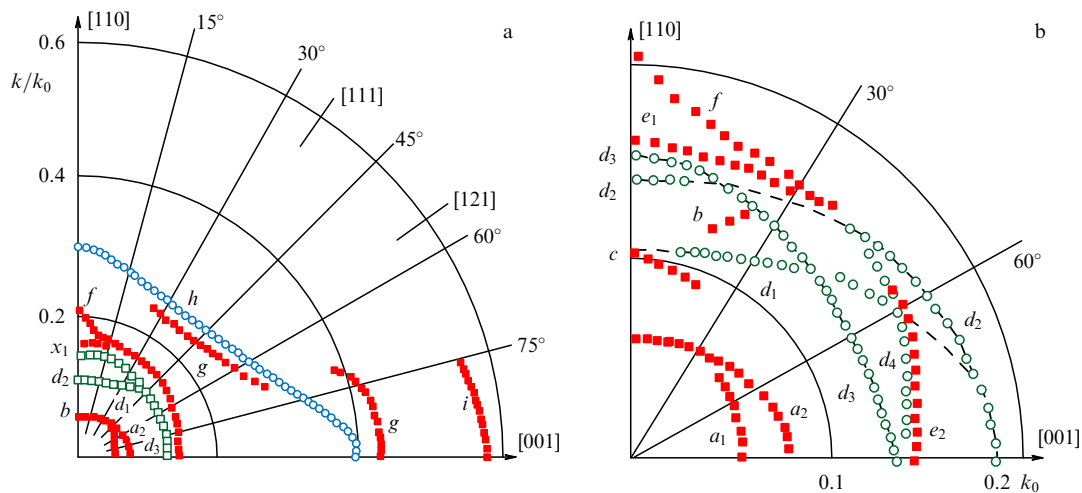 [110]
15°
a
0.6
30°
k/k₀
[111]
45°
0.4
[121]
60°
h
f
0.2
x₁
g
75°
d₂
d₁
b
a₂
d₃
g
i
[001]
[110]
b
f
30°
e₁
d₃
d₂
b
c
60°
d₁
d₂
d₄
d₃
a₂
a₁
e₂
[001]
0.1
0.2
k₀